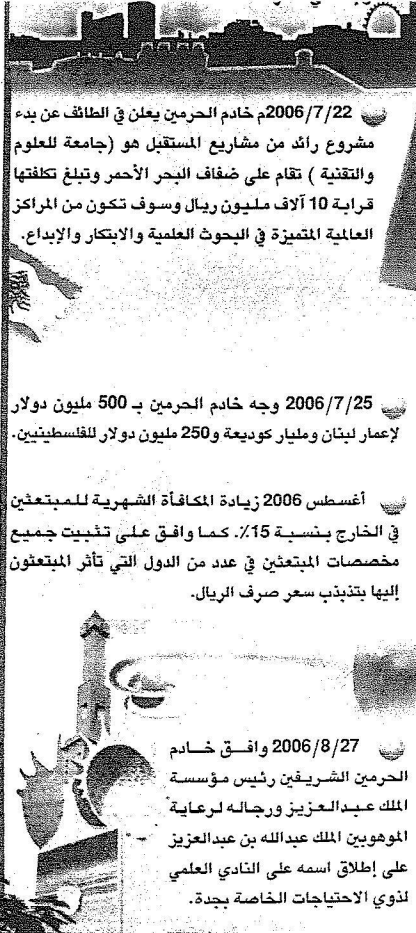 2006/7/22م خادم الحرمين يعلن في الطائف عن بدء
مشروع رائد من مشاريع المستقبل هو (جامعة للعلوم
والتقنية ) تقام على ضفاف البحر الأحمر وتبلغ تكلفتها
قرابة 10 آلاف مليون ريال وسوف تكون من المراكز
العالمية المتميزة في البحوث العلمية والابتكار والإبداع.
2006/7/25 وجه خادم الحرمين بـ 500 مليون دولار
لإعمار لبنان ومليار كوديعة و250 مليون دولار للفلسطينيين.
أغسطس 2006 زيادة المكافأة الشهرية للمبتعثين
في الخارج بنسبة 15٪. كما وافق على تثبيت جميع
مخصصات المبتعثين في عدد من الدول التي تأثر المبتعثون
إليها بتذبذب سعر صرف الريال.
2006/8/27 وافق خادم
الحرمين الشريفين رئيس مؤسسة
الملك عبدالعزيز ورجاله لرعاية
الموهوبين الملك عبدالله بن عبدالعزيز
على إطلاق اسمه على النادي العلمي
لذوي الاحتياجات الخاصة بجدة.